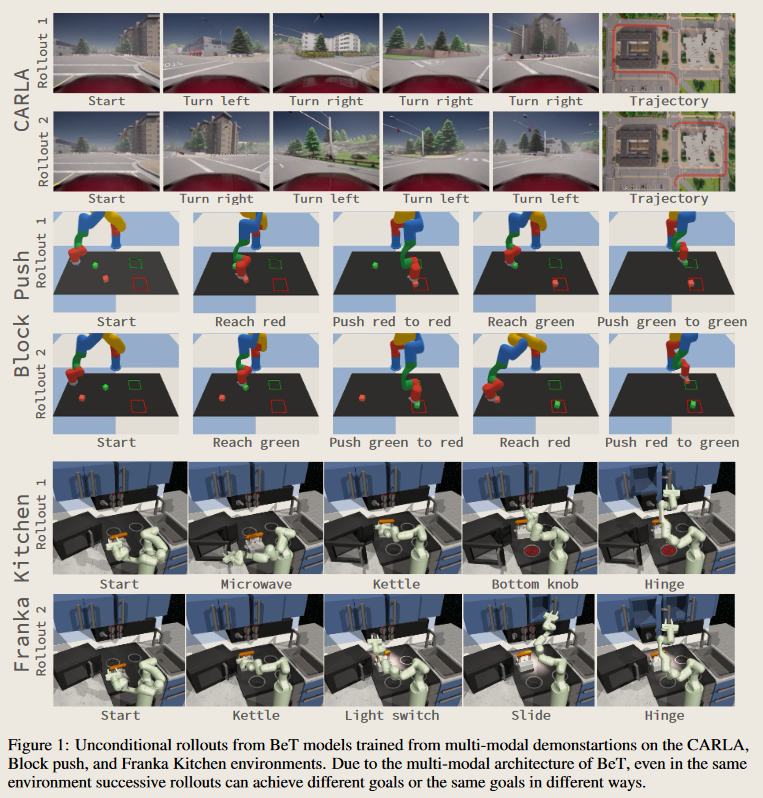 CARLA
Rollout 1
Start Turn left Turn right Turn right Turn right Trajectory
Rollout 2
Start Turn right Turn left Turn left Turn left Trajectory
Block Push
Rollout 1
Start Reach red Push red to red Reach green Push green to green
Rollout 2
Start Reach green Push green to red Reach red Push red to green
Franka Kitchen
Rollout 1
Start Microwave Kettle Bottom knob Hinge
Rollout 2
Start Kettle Light switch Slide Hinge
Figure 1: Unconditional rollouts from BeT models trained from multi-modal demonstartions on the CARLA,
Block push, and Franka Kitchen environments. Due to the multi-modal architecture of BeT, even in the same
environment successive rollouts can achieve different goals or the same goals in different ways.